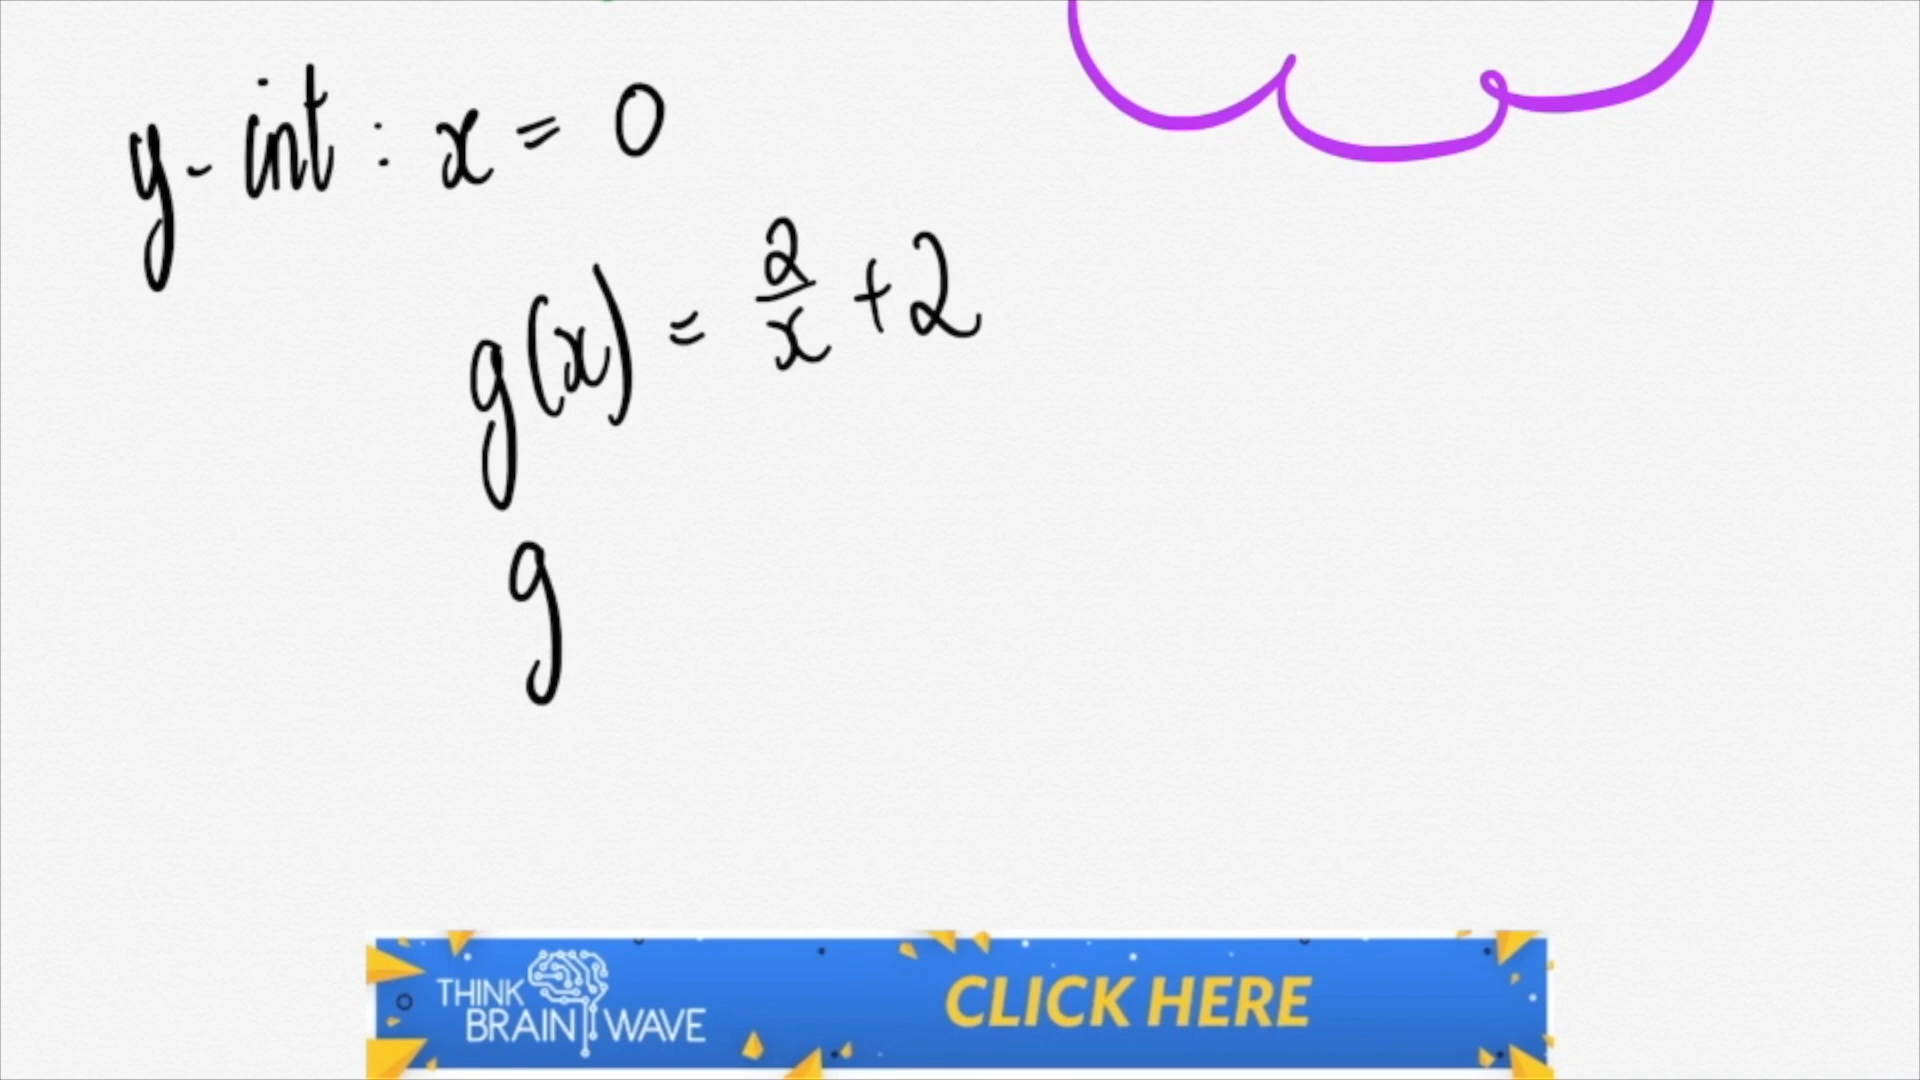 y-int : x = 0
g(x) = 2/x + 2
g
THINK
BRAIN WAVE
CLICK HERE